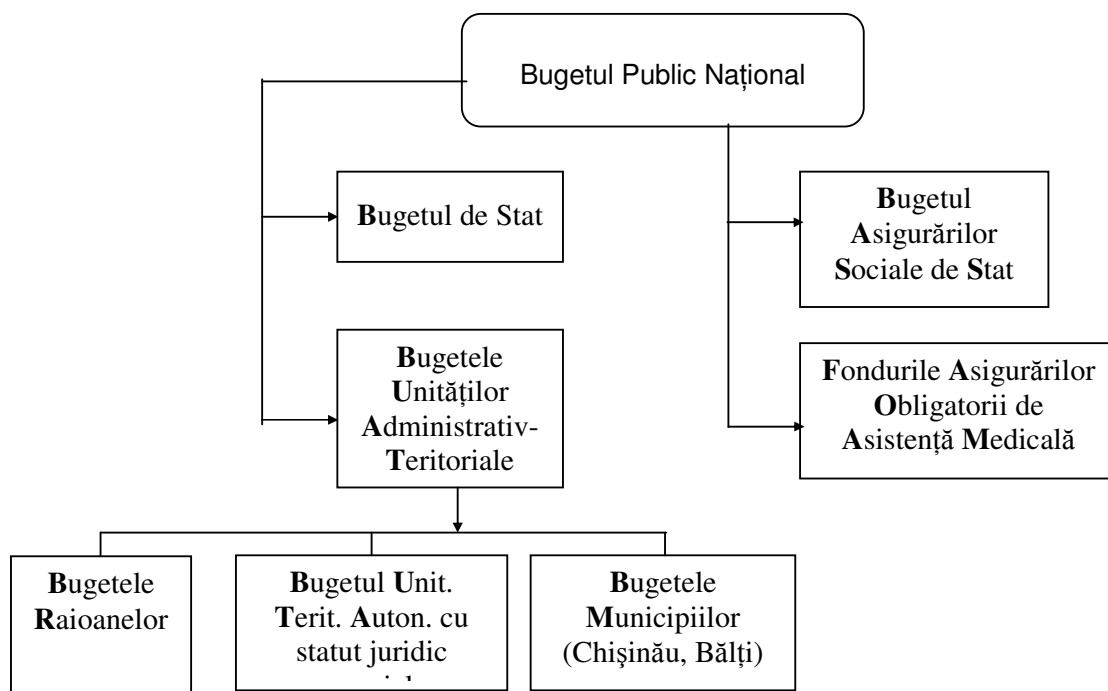 Bugetul Public Național
Bugetul de Stat
Bugetul
Asigurărilor
Sociale de Stat
Bugetele
Unităților
Administrativ-
Teritoriale
Fondurile Asigurărilor
Obligatorii de
Asistență Medicală
Bugetele
Raioanelor
Bugetul Unit.
Terit. Auton. cu
statut juridic
Bugetele
Municipiilor
(Chişinău, Bălți)